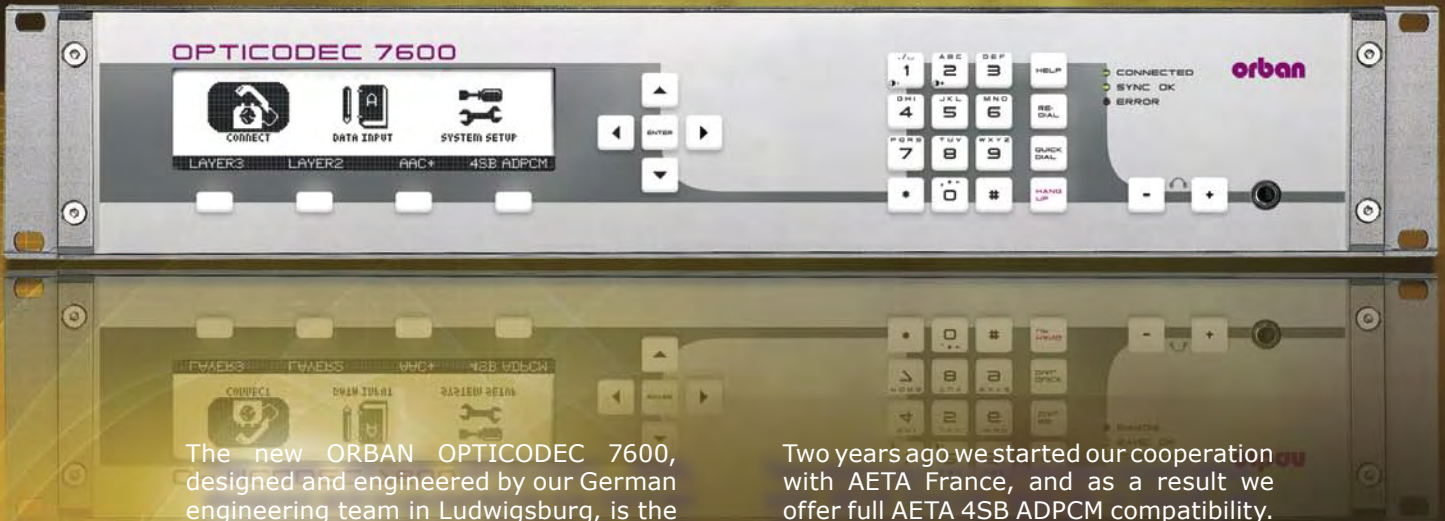 OPTICODEC 7600
orban
CONNECT
DATA INPUT
SYSTEM SETUP
LAYER3 LAYER2 AAC+ 4SB ADPCM
ENTER
1
ABC
2
DEF
3
HELP
GHI
4
JKL
5
MNO
6
RE-
DIAL
PQRS
7
TUV
8
WXYZ
9
QUICK
DIAL
*
0
#
HANG
UP
CONNECTED
SYNC OK
ERROR
- +
The new ORBAN OPTICODEC 7600,
designed and engineered by our German
engineering team in Ludwigsburg, is the
Two years ago we started our cooperation
with AETA France, and as a result we
offer full AETA 4SB ADPCM compatibility.